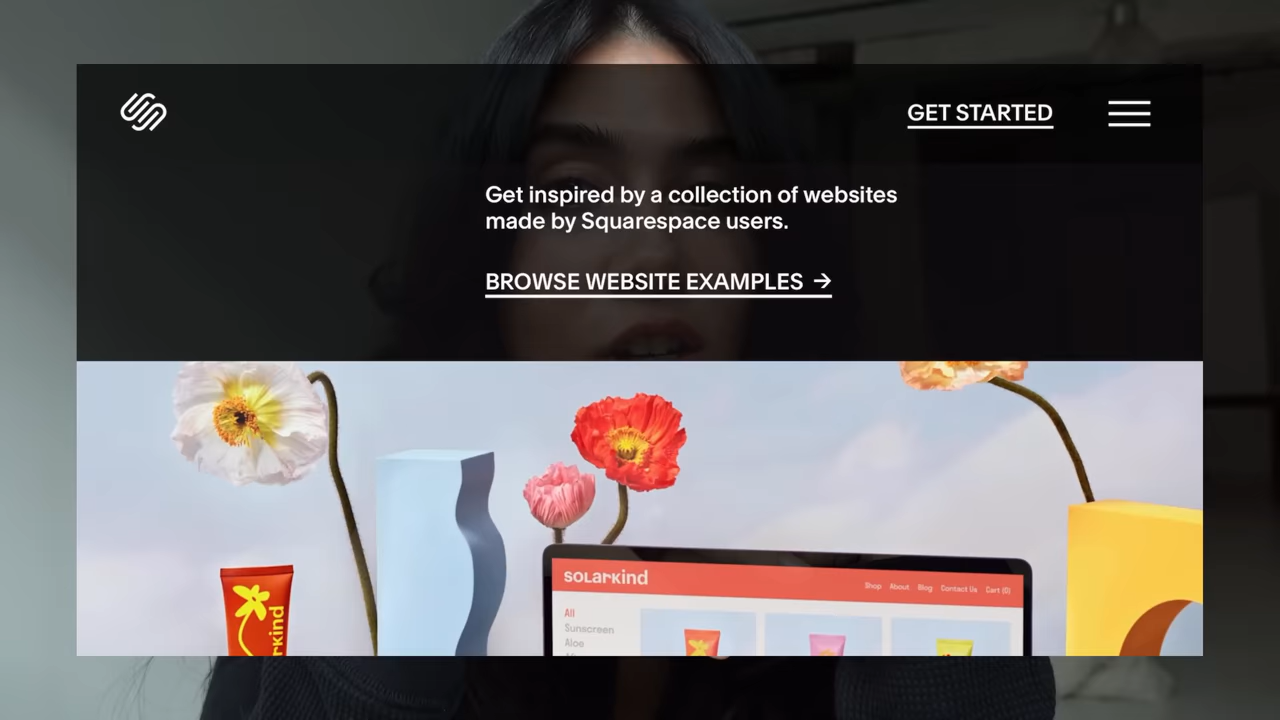 GET STARTED
Get inspired by a collection of websites
made by Squarespace users.
BROWSE WEBSITE EXAMPLES →
solarkind
Shop About Blog Contact Us Cart (0)
All
Sunscreen
Aloe
rkind